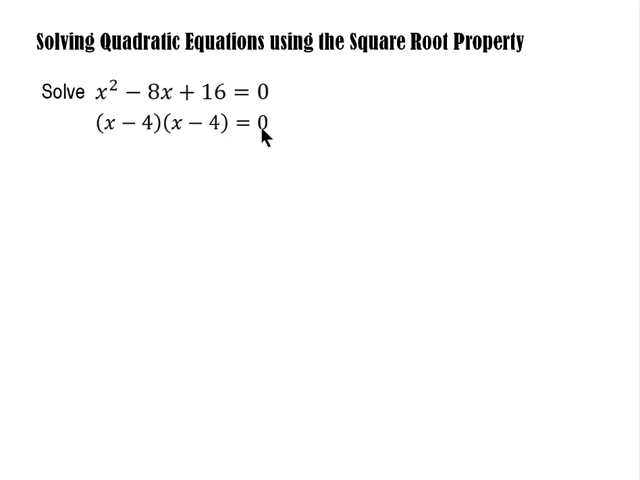 Solving Quadratic Equations using the Square Root Property
Solve x² − 8x + 16 = 0
(x − 4)(x − 4) = 0